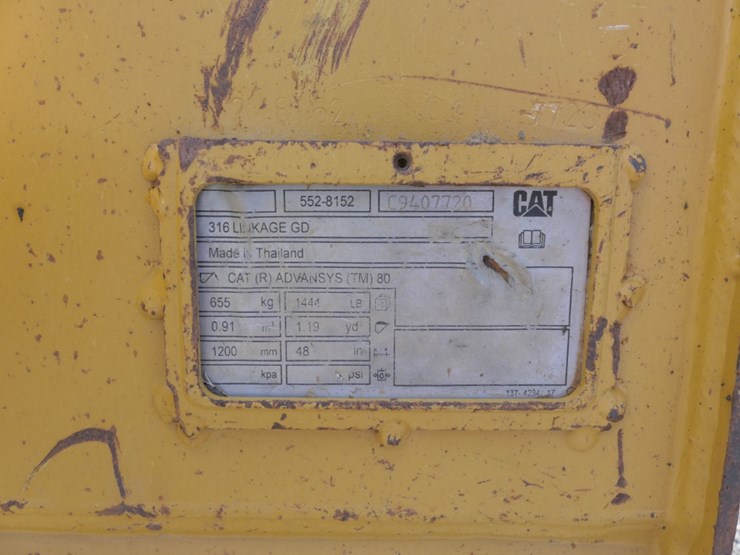 552-8152 C9407720 CAT
316 LINKAGE GD
Made in Thailand
CAT (R) ADVANSYS (TM) 80
655 kg 1444 LB
0.91 m³ 1.19 yd
1200 mm 48 in
kpa psi